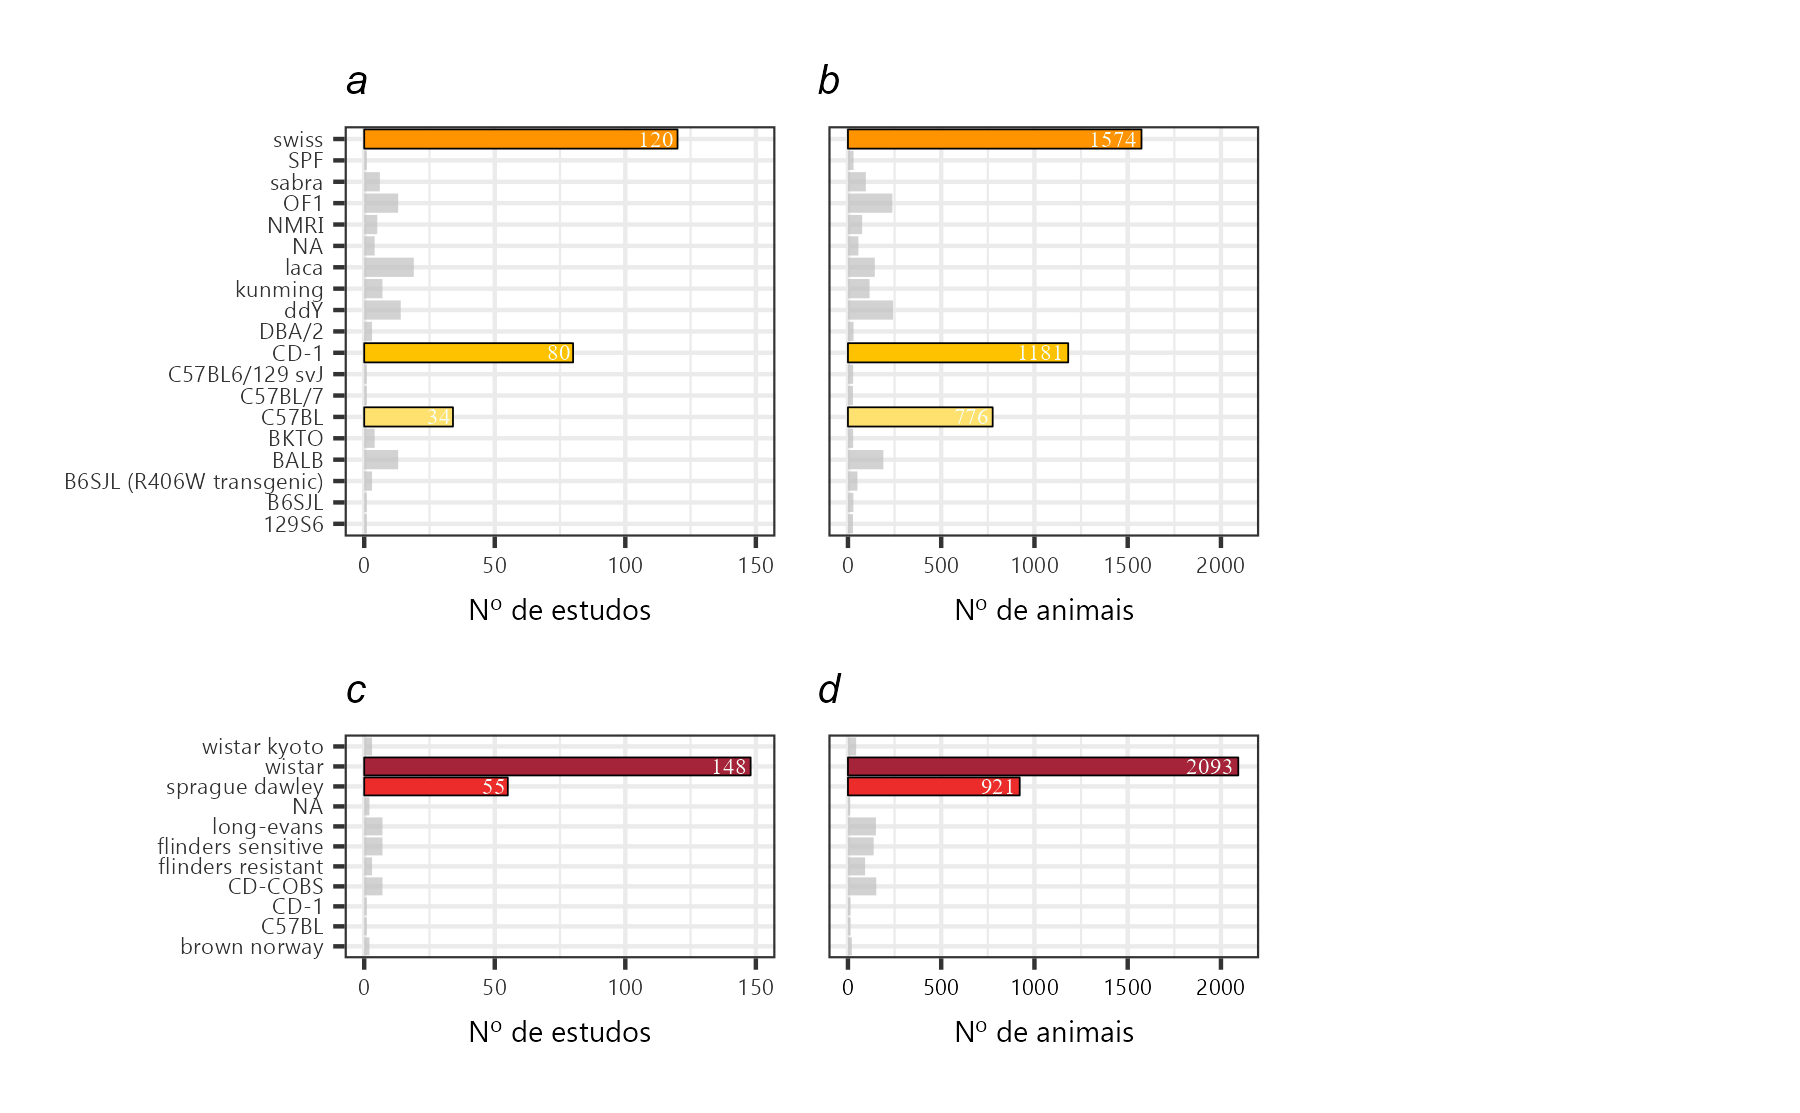 a b
swiss 120 1574
SPF
sabra
OF1
NMRI
NA
laca
kunming
ddY
DBA/2
CD-1 80 1181
C57BL6/129 svJ
C57BL/7
C57BL 34 776
BKTO
BALB
B6SJL (R406W transgenic)
B6SJL
129S6
0 50 100 150 0 500 1000 1500 2000
Nº de estudos Nº de animais
c d
wistar kyoto
wistar 148 2093
sprague dawley 55 921
NA
long-evans
flinders sensitive
flinders resistant
CD-COBS
CD-1
C57BL
brown norway
0 50 100 150 0 500 1000 1500 2000
Nº de estudos Nº de animais